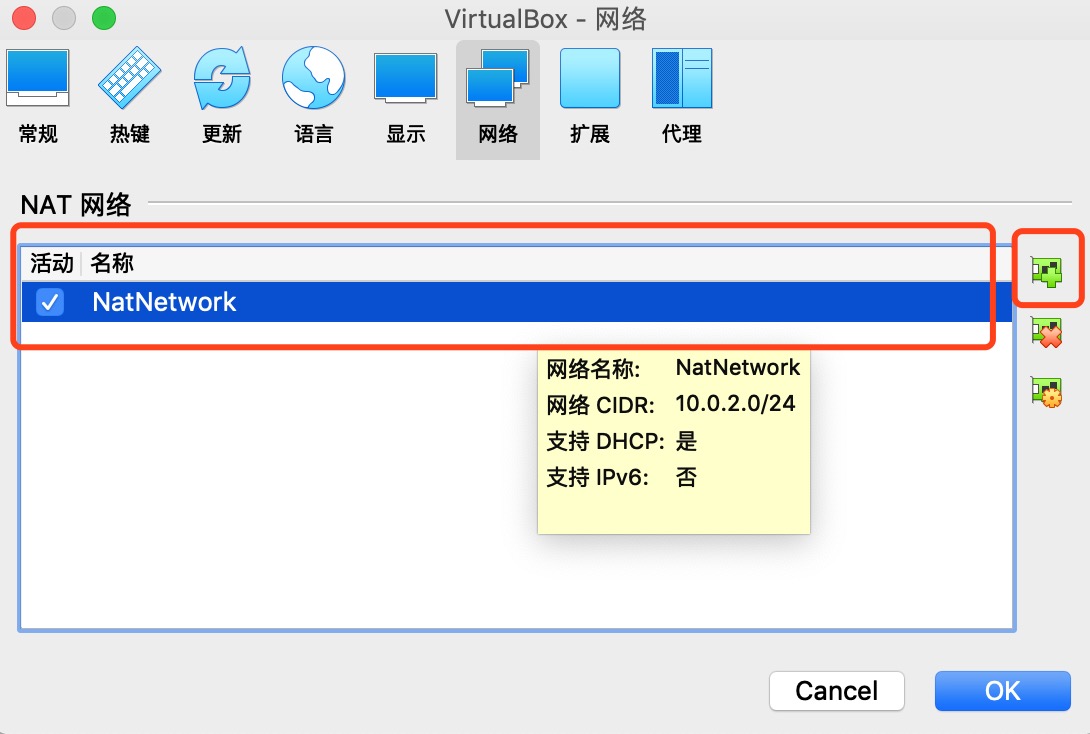 VirtualBox - 网络
常规 热键 更新 语言 显示 网络 扩展 代理
NAT 网络
活动 名称
NatNetwork
网络名称: NatNetwork
网络 CIDR: 10.0.2.0/24
支持 DHCP: 是
支持 IPv6: 否
Cancel OK